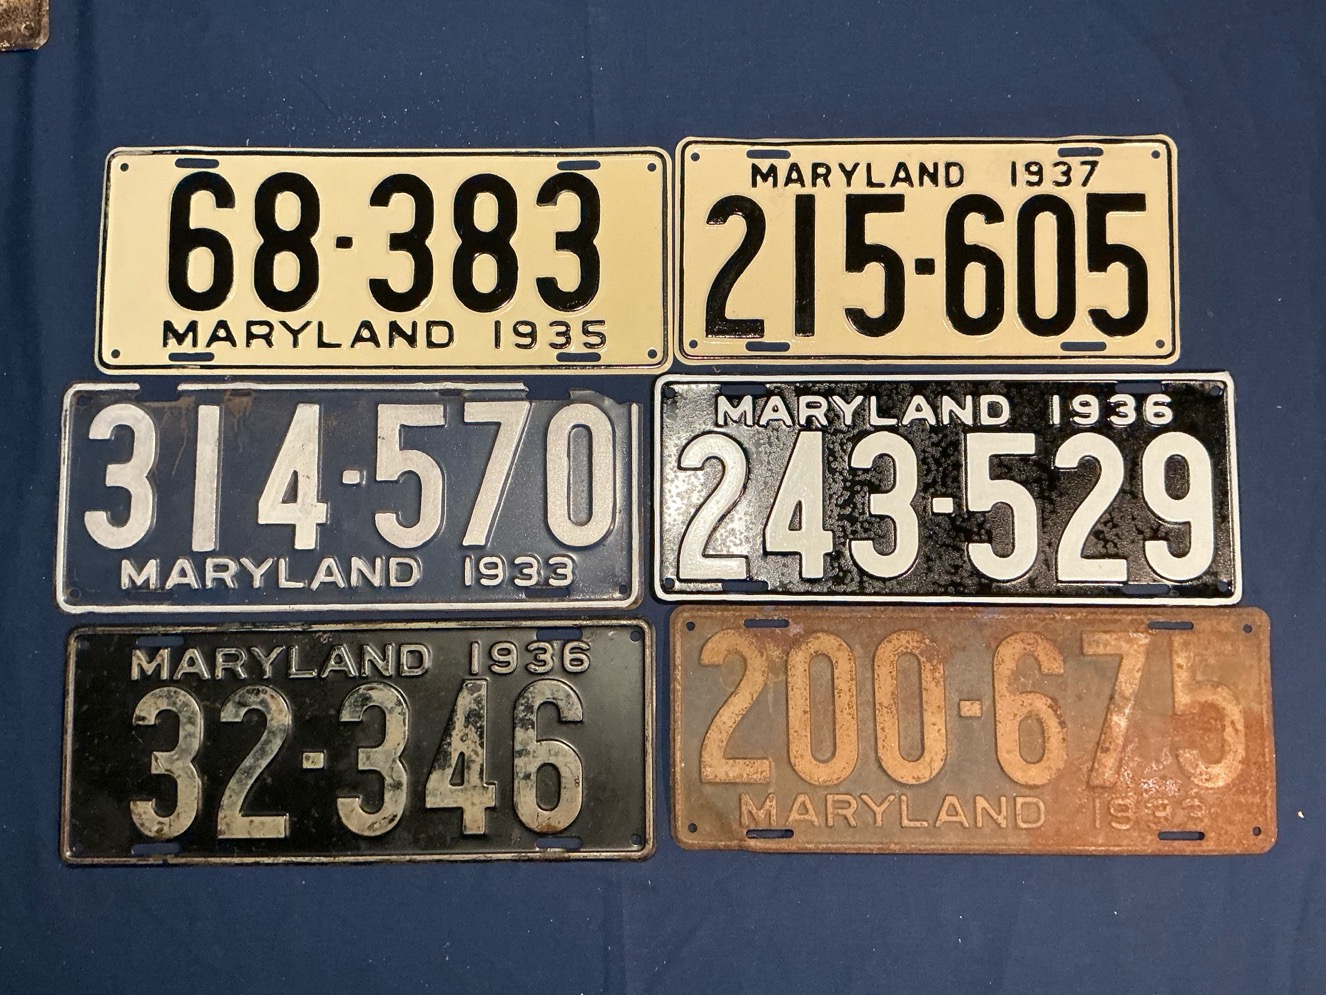 68-383
MARYLAND 1935
MARYLAND 1937
215-605
314-570
MARYLAND 1933
MARYLAND 1936
243-529
MARYLAND 1936
32-346
200-675
MARYLAND 1933